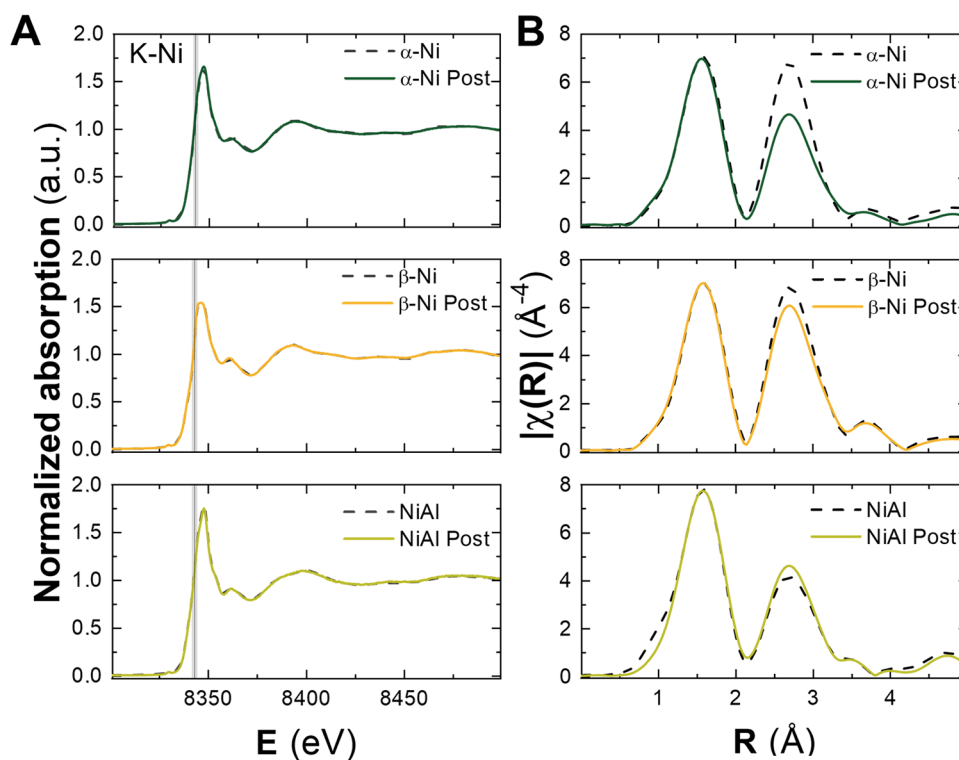 A
K-Ni
α-Ni
α-Ni Post
2.0
1.5
1.0
0.5
0.0
β-Ni
β-Ni Post
2.0
1.5
1.0
0.5
0.0
NiAl
NiAl Post
2.0
1.5
1.0
0.5
0.0
8350 8400 8450
E (eV)
Normalized absorption (a.u.)
B
α-Ni
α-Ni Post
8
6
4
2
0
β-Ni
β-Ni Post
8
6
4
2
0
NiAl
NiAl Post
8
6
4
2
0
1 2 3 4
R (Å)
|χ(R)| (Å⁻⁴)